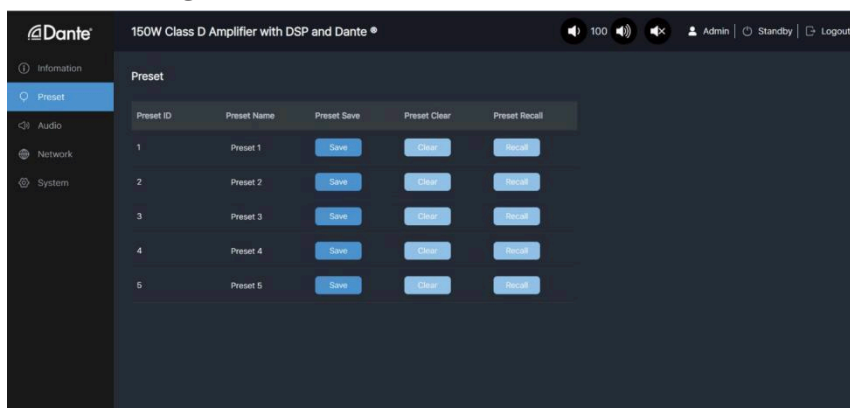 Dante®
150W Class D Amplifier with DSP and Dante ®
100
Admin
Standby
Logout
Infomation
Preset
Audio
Network
System
Preset
Preset ID Preset Name Preset Save Preset Clear Preset Recall
1 Preset 1 Save Clear Recall
2 Preset 2 Save Clear Recall
3 Preset 3 Save Clear Recall
4 Preset 4 Save Clear Recall
5 Preset 5 Save Clear Recall